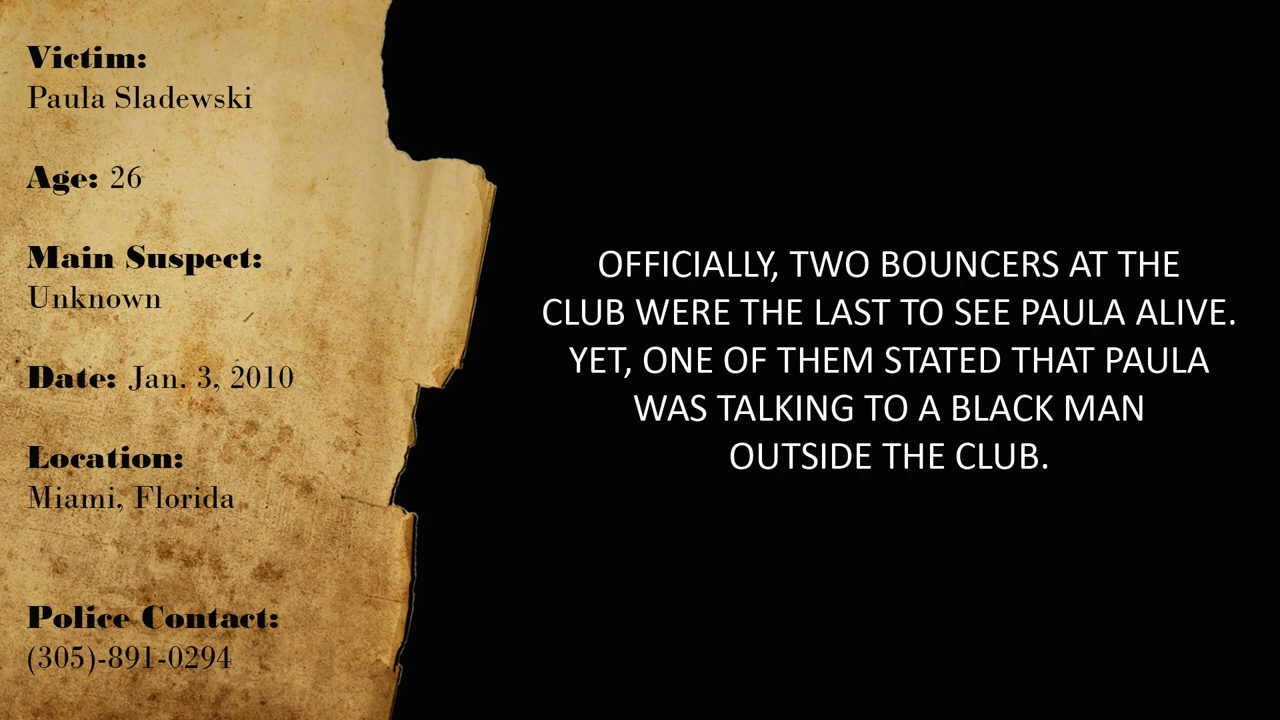 Victim:
Paula Sladewski
Age: 26
Main Suspect:
Unknown
Date: Jan. 3, 2010
Location:
Miami, Florida
Police Contact:
(305)-891-0294
OFFICIALLY, TWO BOUNCERS AT THE
CLUB WERE THE LAST TO SEE PAULA ALIVE.
YET, ONE OF THEM STATED THAT PAULA
WAS TALKING TO A BLACK MAN
OUTSIDE THE CLUB.